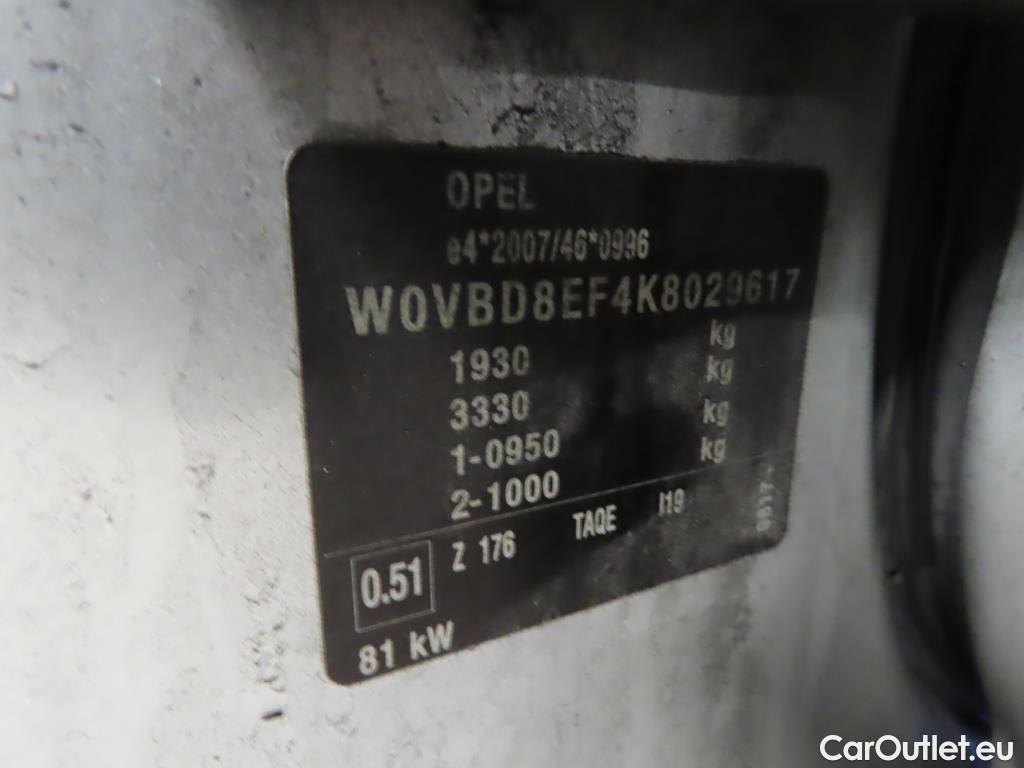 OPEL
e4*2007/46*0996
W0VBD8EF4K8029617
1930 kg
3330 kg
1-0950 kg
2-1000 kg
0.51 Z 176 TAQE I19
81 kW
CarOutlet.eu